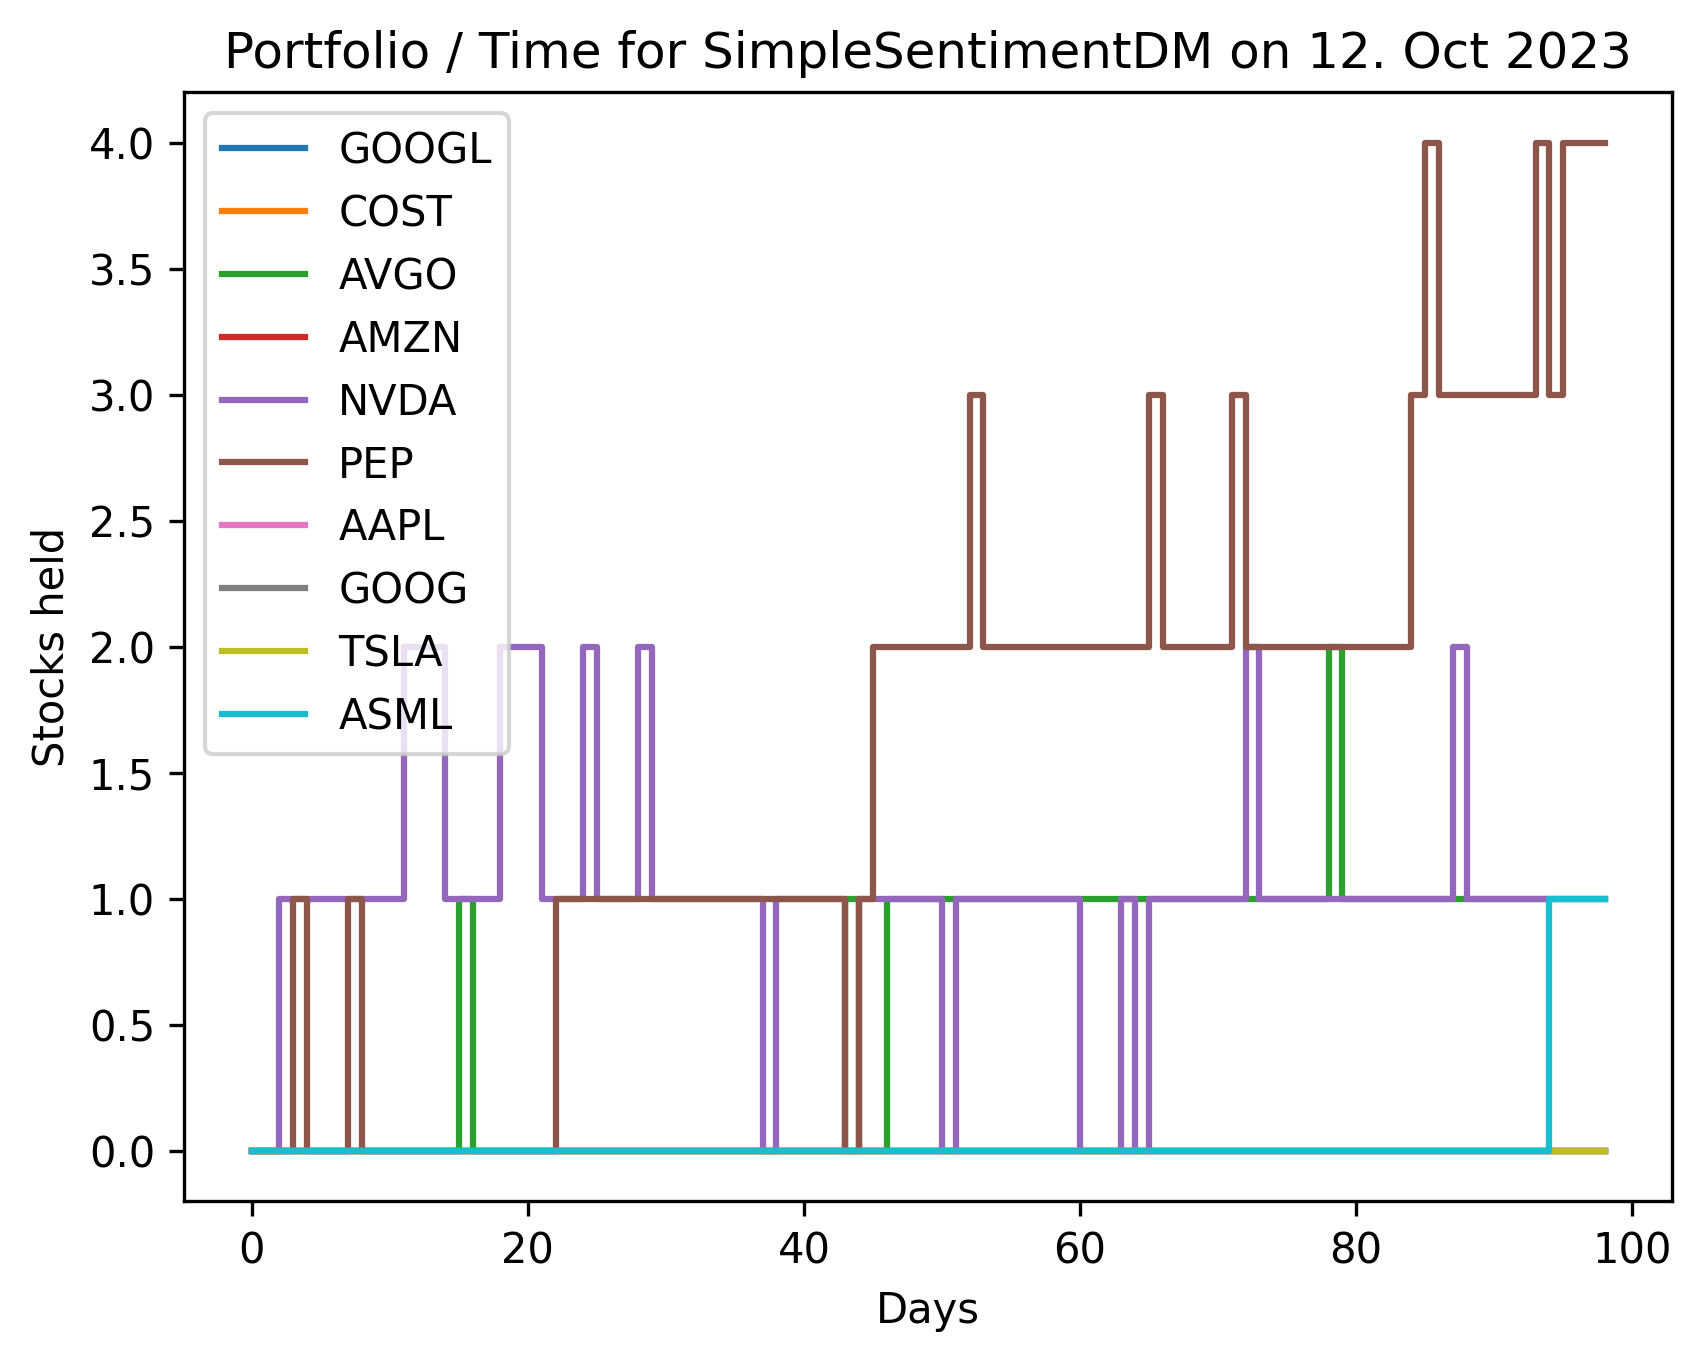 Portfolio / Time for SimpleSentimentDM on 12. Oct 2023
GOOGL
COST
AVGO
AMZN
NVDA
PEP
AAPL
GOOG
TSLA
ASML
4.0
3.5
3.0
2.5
2.0
1.5
1.0
0.5
0.0
Stocks held
0 20 40 60 80 100
Days